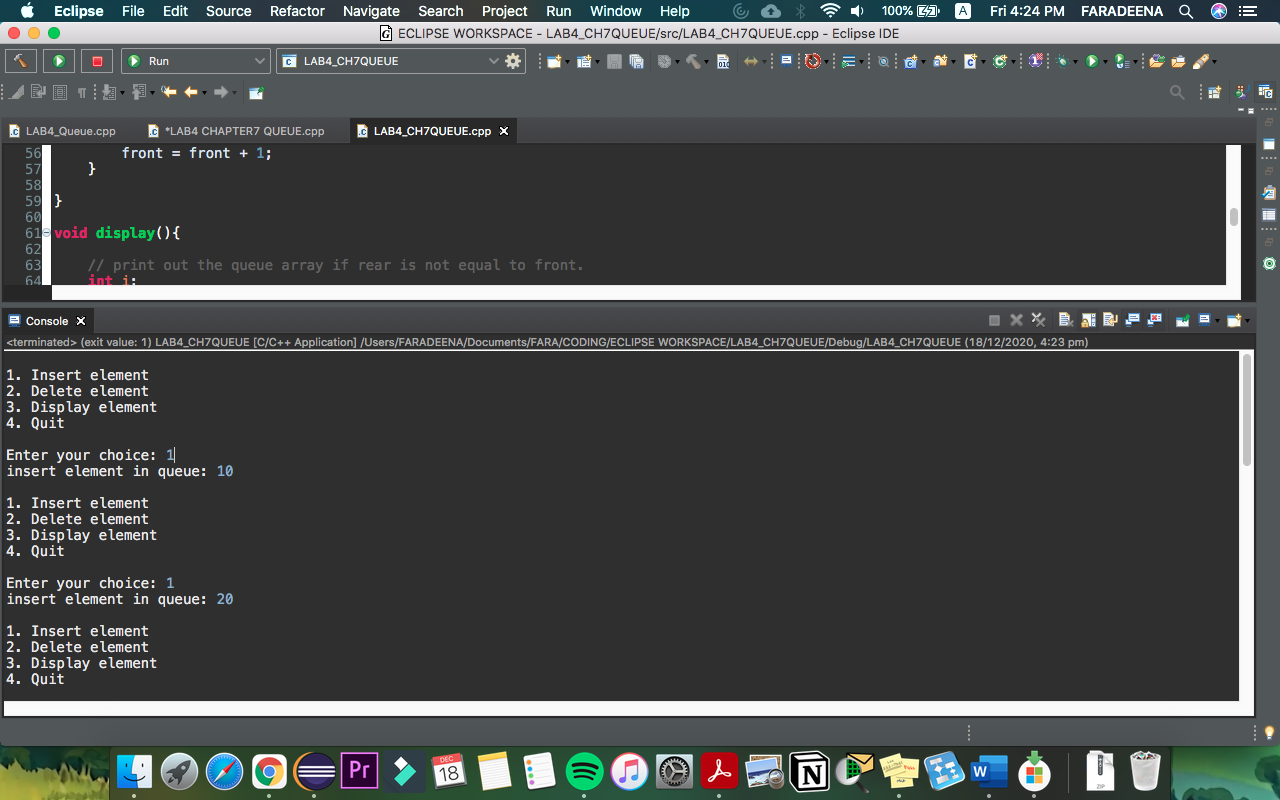 Eclipse File Edit Source Refactor Navigate Search Project Run Window Help 100% A Fri 4:24 PM FARADEENA
ECLIPSE WORKSPACE - LAB4_CH7QUEUE/src/LAB4_CH7QUEUE.cpp - Eclipse IDE
Run LAB4_CH7QUEUE
LAB4_Queue.cpp *LAB4 CHAPTER7 QUEUE.cpp LAB4_CH7QUEUE.cpp
56 front = front + 1;
57 }
58
59 }
60
61 void display(){
62
63 // print out the queue array if rear is not equal to front.
64 int i;
Console
<terminated> (exit value: 1) LAB4_CH7QUEUE [C/C++ Application] /Users/FARADEENA/Documents/FARA/CODING/ECLIPSE WORKSPACE/LAB4_CH7QUEUE/Debug/LAB4_CH7QUEUE (18/12/2020, 4:23 pm)
1. Insert element
2. Delete element
3. Display element
4. Quit
Enter your choice: 1
insert element in queue: 10
1. Insert element
2. Delete element
3. Display element
4. Quit
Enter your choice: 1
insert element in queue: 20
1. Insert element
2. Delete element
3. Display element
4. Quit
Pr DEC 18 N W ZIP